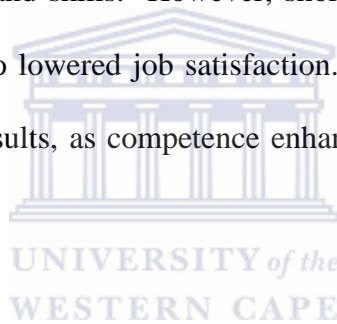 and skills. However, shor
o lowered job satisfaction.
sults, as competence enhan
UNIVERSITY of the
WESTERN CAPE